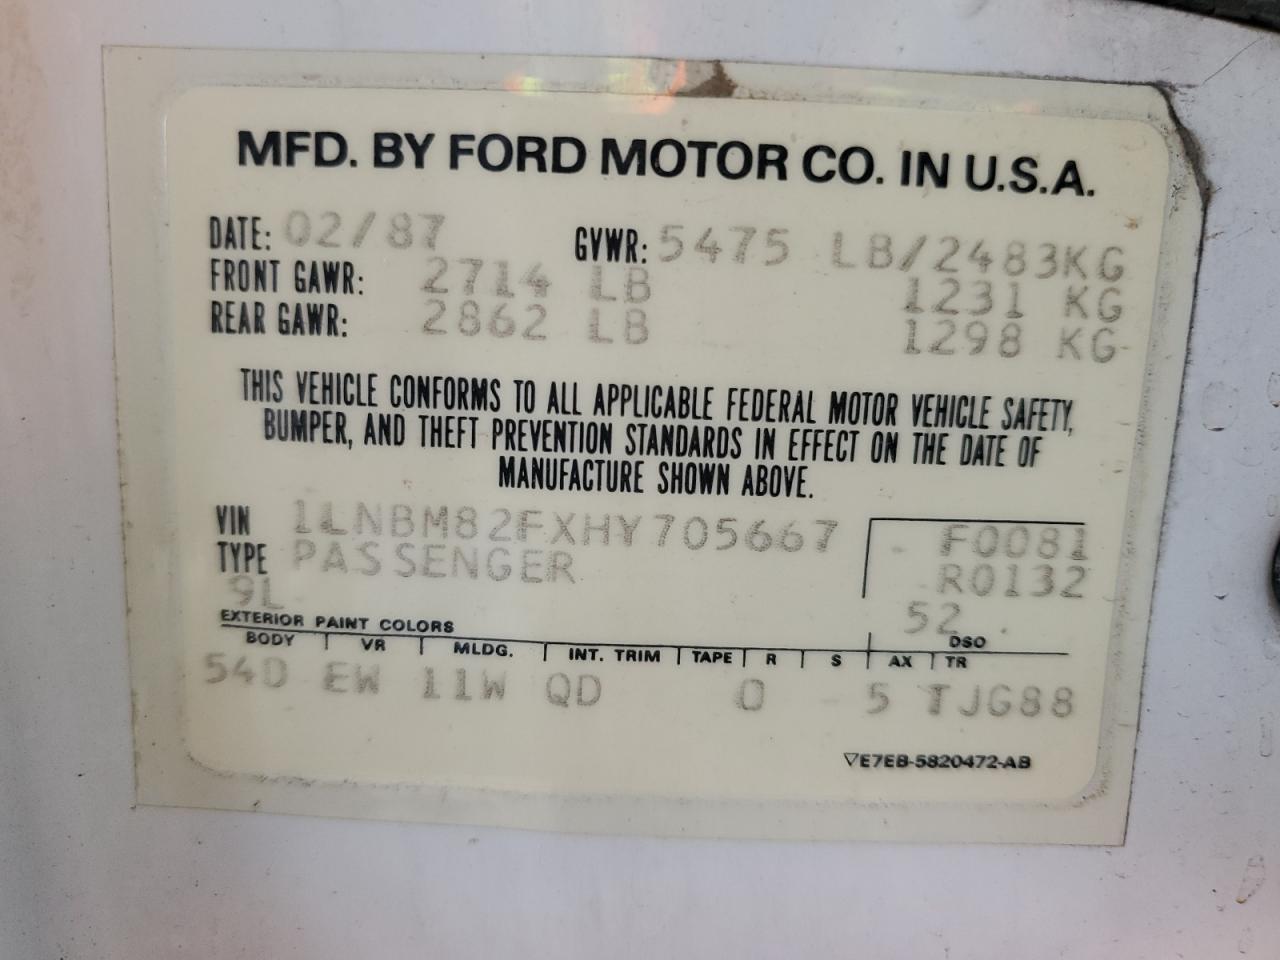 MFD. BY FORD MOTOR CO. IN U.S.A.
DATE: 02/87 GVWR: 5475 LB/2483KG
FRONT GAWR: 2714 LB 1231 KG
REAR GAWR: 2862 LB 1298 KG
THIS VEHICLE CONFORMS TO ALL APPLICABLE FEDERAL MOTOR VEHICLE SAFETY,
BUMPER, AND THEFT PREVENTION STANDARDS IN EFFECT ON THE DATE OF
MANUFACTURE SHOWN ABOVE.
VIN 1LNBM82FXHY705667 F0081
TYPE PASSENGER R0132
9L 52
EXTERIOR PAINT COLORS DSO
BODY VR MLDG. INT. TRIM TAPE R S AX TR
54D EW 11W QD 0 5 TJG88
▽E7EB-5820472-AB